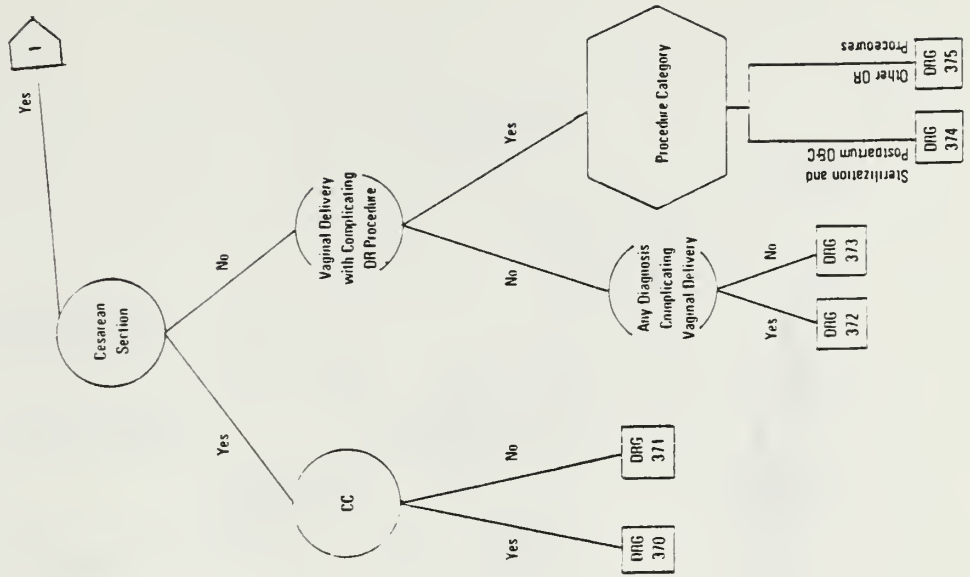 1
Yes
Cesarean
Section
Yes
No
CC
Vaginal Delivery
with Complicating
OR Procedure
Yes
No
No
Yes
DRG
370
DRG
371
Any Diagnosis
Complicating
Vaginal Delivery
Yes
No
DRG
372
DRG
373
Procedure Category
Sterilization and
Postpartum D&C
Other OR
Procedures
DRG
374
DRG
375